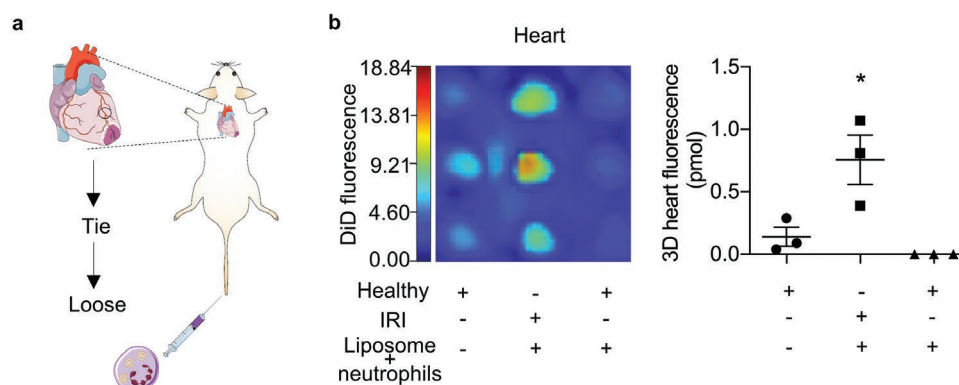 a
Tie
Loose
b
Heart
DiD fluorescence
18.84
13.81
9.21
4.60
0.00
Healthy + - +
IRI - + -
Liposome - + +
+
neutrophils
3D heart fluorescence
(pmol)
1.5
1.0
0.5
0.0
*
+ - +
- + -
- + +